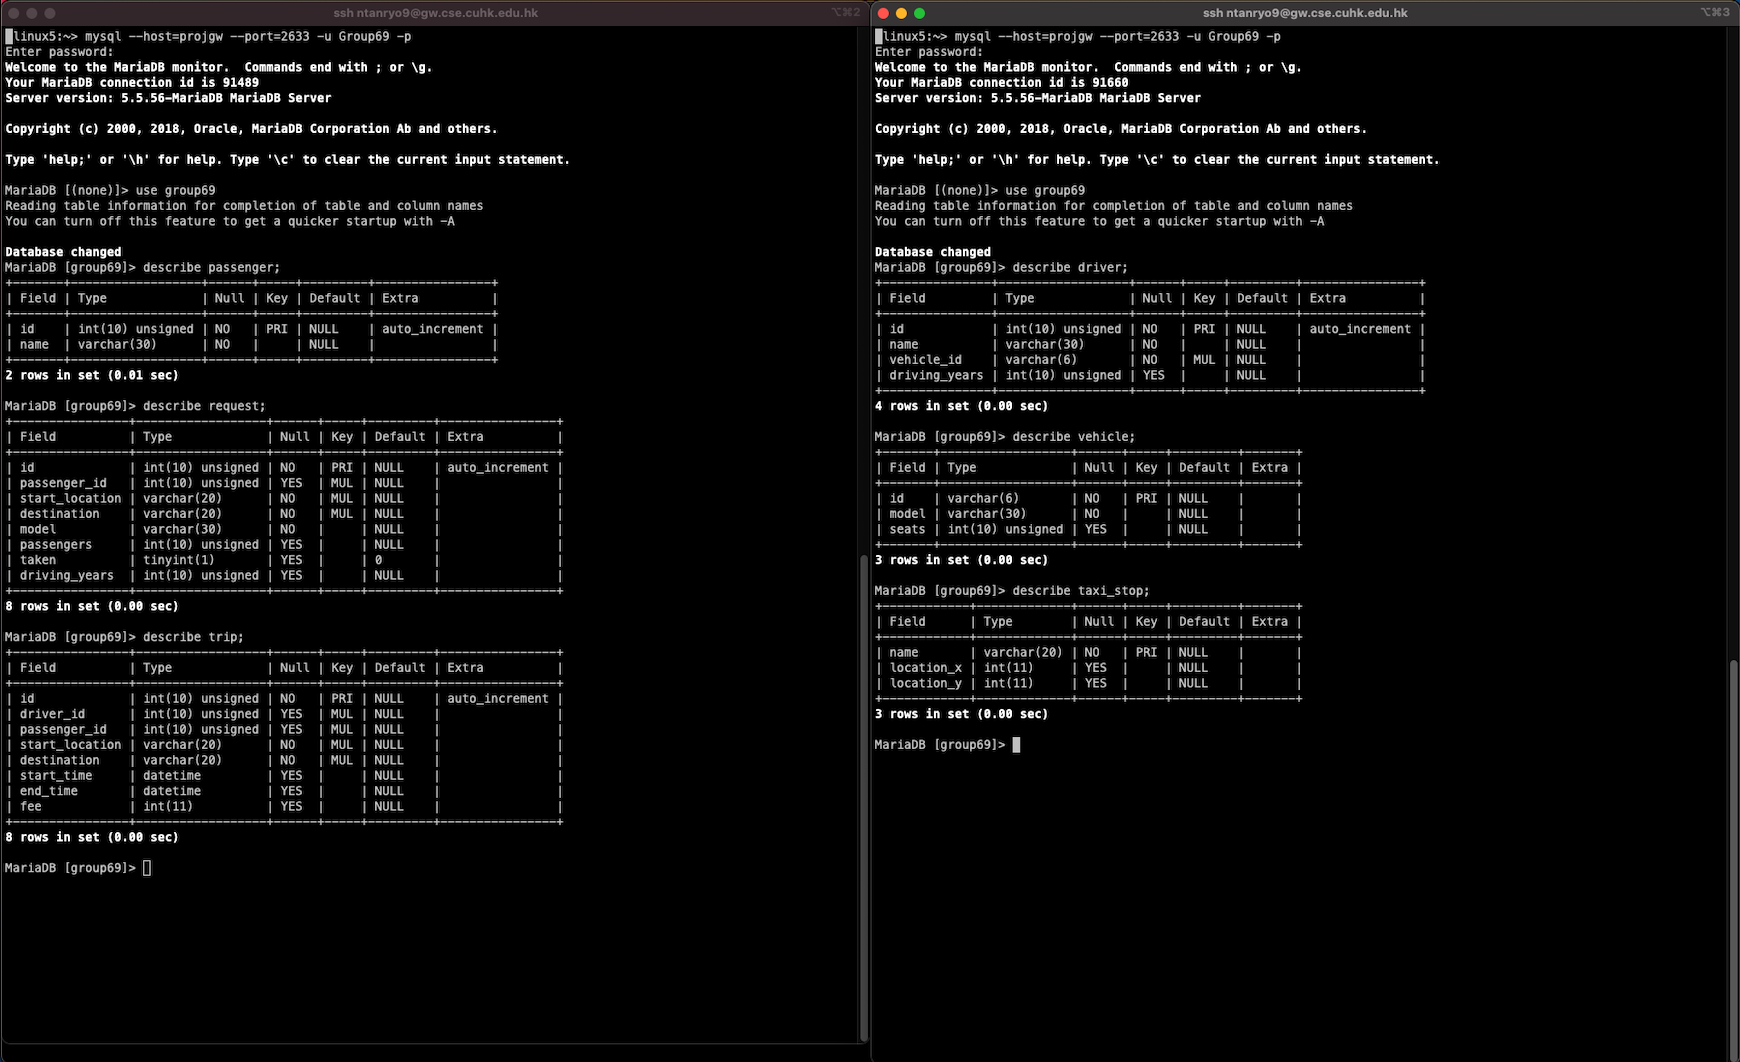 ssh ntanryo9@gw.cse.cuhk.edu.hk
⌥⌘2
linux5:~> mysql --host=projgw --port=2633 -u Group69 -p
Enter password:
Welcome to the MariaDB monitor.  Commands end with ; or \g.
Your MariaDB connection id is 91489
Server version: 5.5.56-MariaDB MariaDB Server
Copyright (c) 2000, 2018, Oracle, MariaDB Corporation Ab and others.
Type 'help;' or '\h' for help. Type '\c' to clear the current input statement.
MariaDB [(none)]> use group69
Reading table information for completion of table and column names
You can turn off this feature to get a quicker startup with -A
Database changed
MariaDB [group69]> describe passenger;
+-------+------------------+------+-----+---------+----------------+
| Field | Type             | Null | Key | Default | Extra          |
+-------+------------------+------+-----+---------+----------------+
| id    | int(10) unsigned | NO   | PRI | NULL    | auto_increment |
| name  | varchar(30)      | NO   |     | NULL    |                |
+-------+------------------+------+-----+---------+----------------+
2 rows in set (0.01 sec)
MariaDB [group69]> describe request;
+----------------+------------------+------+-----+---------+----------------+
| Field          | Type             | Null | Key | Default | Extra          |
+----------------+------------------+------+-----+---------+----------------+
| id             | int(10) unsigned | NO   | PRI | NULL    | auto_increment |
| passenger_id   | int(10) unsigned | YES  | MUL | NULL    |                |
| start_location | varchar(20)      | NO   | MUL | NULL    |                |
| destination    | varchar(20)      | NO   | MUL | NULL    |                |
| model          | varchar(30)      | NO   |     | NULL    |                |
| passengers     | int(10) unsigned | YES  |     | NULL    |                |
| taken          | tinyint(1)       | YES  |     | 0       |                |
| driving_years  | int(10) unsigned | YES  |     | NULL    |                |
+----------------+------------------+------+-----+---------+----------------+
8 rows in set (0.00 sec)
MariaDB [group69]> describe trip;
+----------------+------------------+------+-----+---------+----------------+
| Field          | Type             | Null | Key | Default | Extra          |
+----------------+------------------+------+-----+---------+----------------+
| id             | int(10) unsigned | NO   | PRI | NULL    | auto_increment |
| driver_id      | int(10) unsigned | YES  | MUL | NULL    |                |
| passenger_id   | int(10) unsigned | YES  | MUL | NULL    |                |
| start_location | varchar(20)      | NO   | MUL | NULL    |                |
| destination    | varchar(20)      | NO   | MUL | NULL    |                |
| start_time     | datetime         | YES  |     | NULL    |                |
| end_time       | datetime         | YES  |     | NULL    |                |
| fee            | int(11)          | YES  |     | NULL    |                |
+----------------+------------------+------+-----+---------+----------------+
8 rows in set (0.00 sec)
MariaDB [group69]>
ssh ntanryo9@gw.cse.cuhk.edu.hk
⌥⌘3
linux5:~> mysql --host=projgw --port=2633 -u Group69 -p
Enter password:
Welcome to the MariaDB monitor.  Commands end with ; or \g.
Your MariaDB connection id is 91660
Server version: 5.5.56-MariaDB MariaDB Server
Copyright (c) 2000, 2018, Oracle, MariaDB Corporation Ab and others.
Type 'help;' or '\h' for help. Type '\c' to clear the current input statement.
MariaDB [(none)]> use group69
Reading table information for completion of table and column names
You can turn off this feature to get a quicker startup with -A
Database changed
MariaDB [group69]> describe driver;
+---------------+------------------+------+-----+---------+----------------+
| Field         | Type             | Null | Key | Default | Extra          |
+---------------+------------------+------+-----+---------+----------------+
| id            | int(10) unsigned | NO   | PRI | NULL    | auto_increment |
| name          | varchar(30)      | NO   |     | NULL    |                |
| vehicle_id    | varchar(6)       | NO   | MUL | NULL    |                |
| driving_years | int(10) unsigned | YES  |     | NULL    |                |
+---------------+------------------+------+-----+---------+----------------+
4 rows in set (0.00 sec)
MariaDB [group69]> describe vehicle;
+-------+------------------+------+-----+---------+-------+
| Field | Type             | Null | Key | Default | Extra |
+-------+------------------+------+-----+---------+-------+
| id    | varchar(6)       | NO   | PRI | NULL    |       |
| model | varchar(30)      | NO   |     | NULL    |       |
| seats | int(10) unsigned | YES  |     | NULL    |       |
+-------+------------------+------+-----+---------+-------+
3 rows in set (0.00 sec)
MariaDB [group69]> describe taxi_stop;
+------------+-------------+------+-----+---------+-------+
| Field      | Type        | Null | Key | Default | Extra |
+------------+-------------+------+-----+---------+-------+
| name       | varchar(20) | NO   | PRI | NULL    |       |
| location_x | int(11)     | YES  |     | NULL    |       |
| location_y | int(11)     | YES  |     | NULL    |       |
+------------+-------------+------+-----+---------+-------+
3 rows in set (0.00 sec)
MariaDB [group69]>